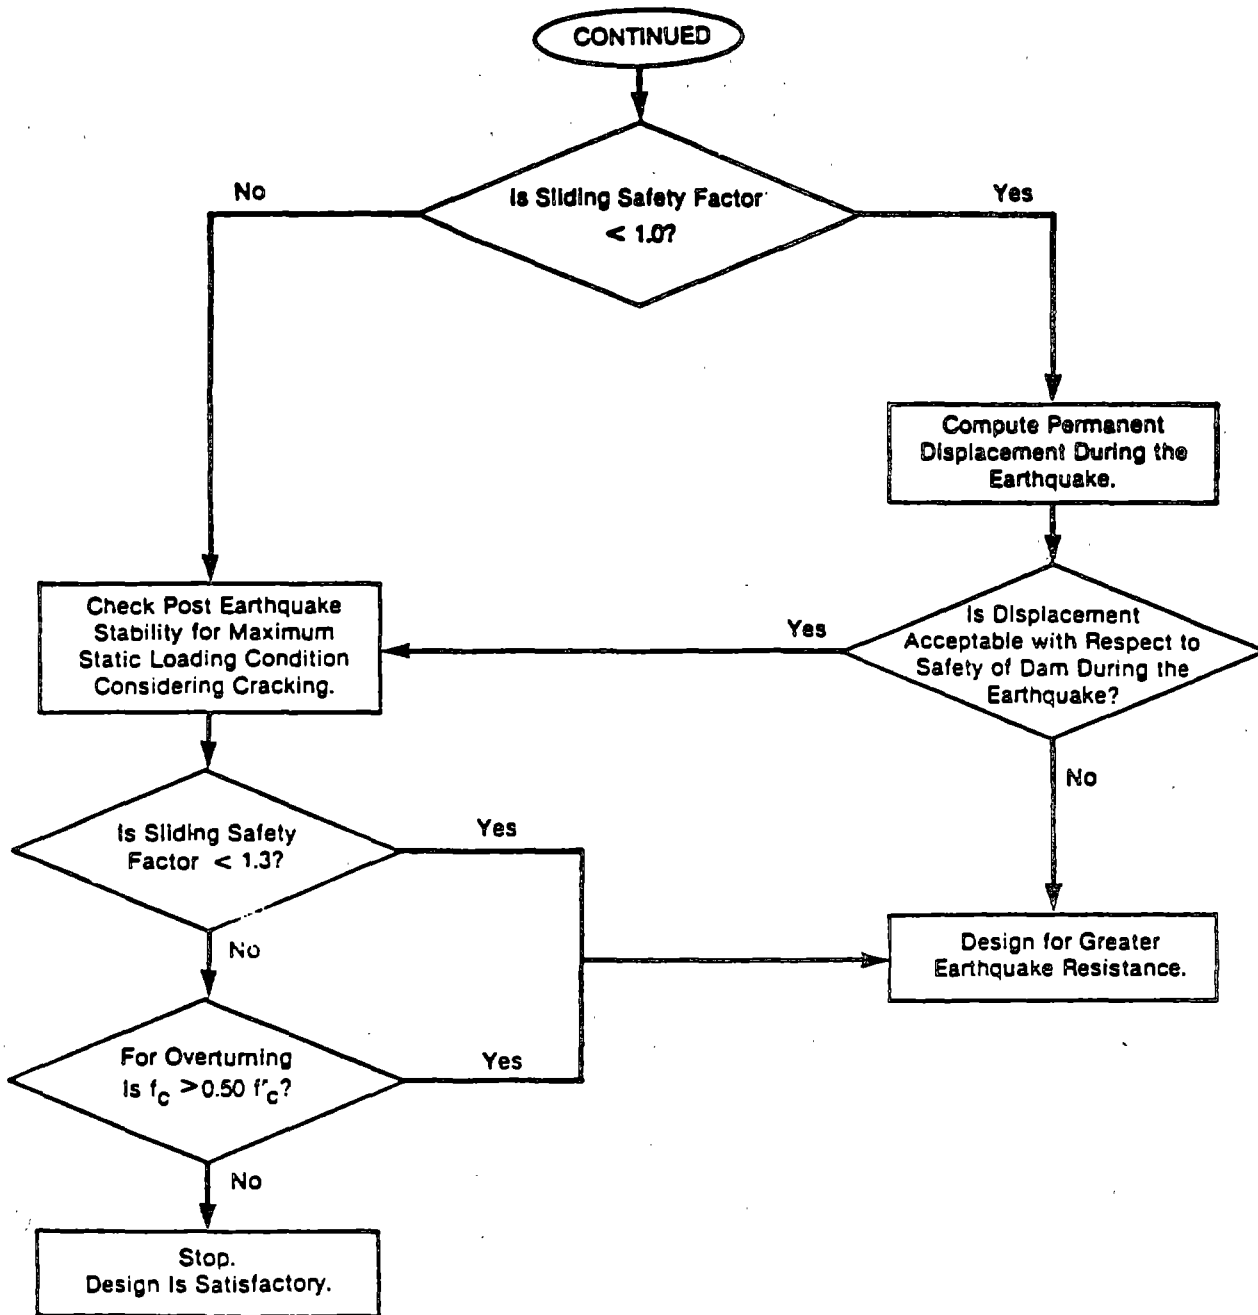 CONTINUED
Is Sliding Safety Factor
< 1.0?
No
Yes
Compute Permanent
Displacement During the
Earthquake.
Is Displacement
Acceptable with Respect to
Safety of Dam During the
Earthquake?
Yes
No
Check Post Earthquake
Stability for Maximum
Static Loading Condition
Considering Cracking.
Is Sliding Safety
Factor < 1.3?
Yes
No
Design for Greater
Earthquake Resistance.
For Overturning
Is fc > 0.50 f'c?
Yes
No
Stop.
Design Is Satisfactory.